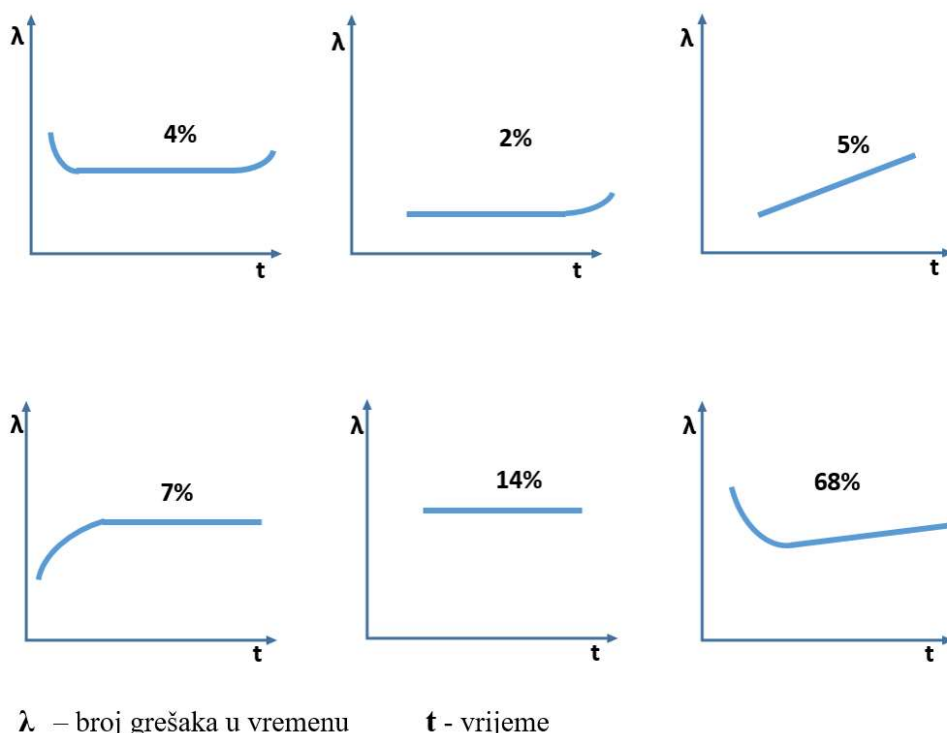 λ 4% t
λ 2% t
λ 5% t
λ 7% t
λ 14% t
λ 68% t
λ – broj grešaka u vremenu t - vrijeme